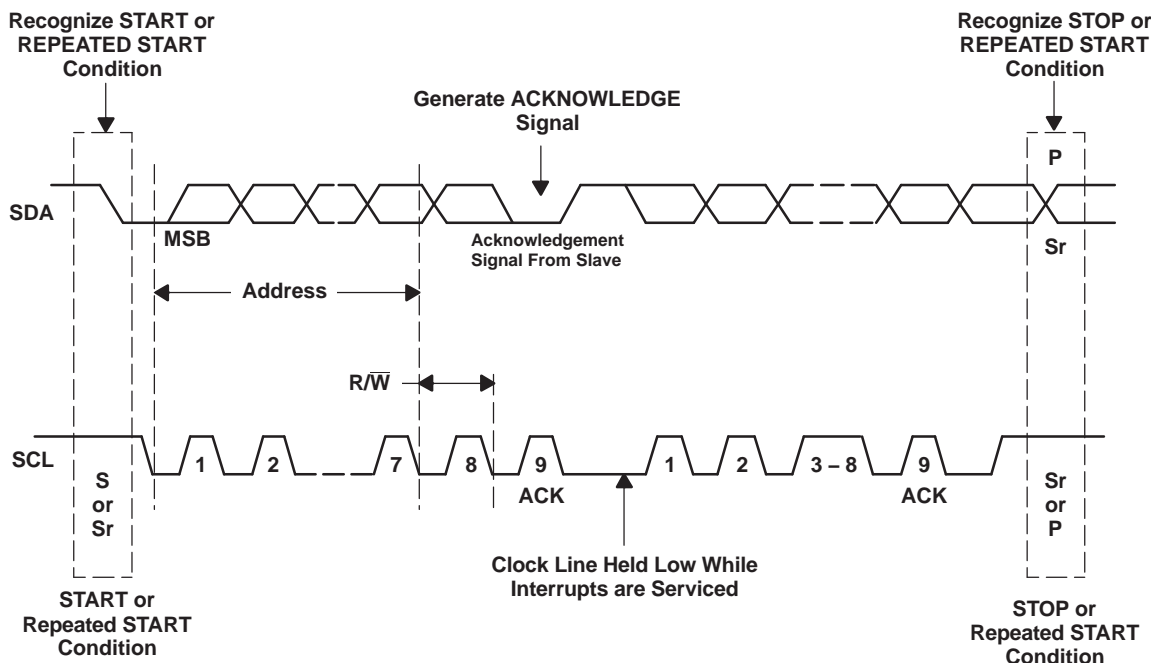 Recognize START or
REPEATED START
Condition
Recognize STOP or
REPEATED START
Condition
Generate ACKNOWLEDGE
Signal
P
SDA
MSB
Acknowledgement
Signal From Slave
Sr
Address
R/W̅
SCL
1
2
7
8
9
1
2
3 – 8
9
ACK
ACK
S
or
Sr
Sr
or
P
Clock Line Held Low While
Interrupts are Serviced
START or
Repeated START
Condition
STOP or
Repeated START
Condition